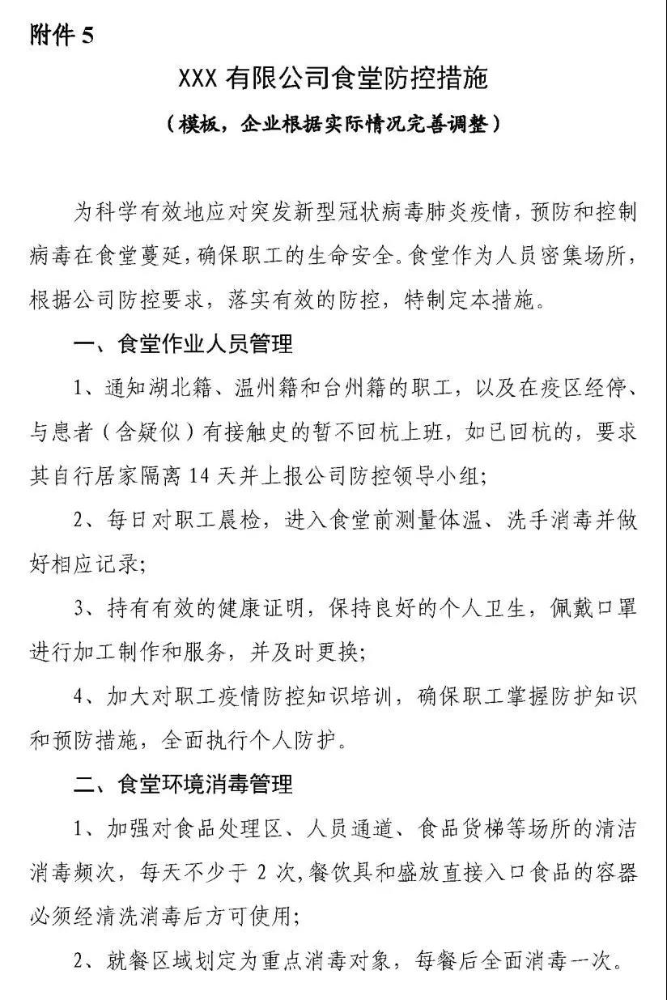 附件 5
XXX 有限公司食堂防控措施
（模板，企业根据实际情况完善调整）
为科学有效地应对突发新型冠状病毒肺炎疫情，预防和控制
病毒在食堂蔓延，确保职工的生命安全。食堂作为人员密集场所，
根据公司防控要求，落实有效的防控，特制定本措施。
一、食堂作业人员管理
1、通知湖北籍、温州籍和台州籍的职工，以及在疫区经停、
与患者（含疑似）有接触史的暂不回杭上班，如已回杭的，要求
其自行居家隔离 14 天并上报公司防控领导小组；
2、每日对职工晨检，进入食堂前测量体温、洗手消毒并做
好相应记录；
3、持有有效的健康证明，保持良好的个人卫生，佩戴口罩
进行加工制作和服务，并及时更换；
4、加大对职工疫情防控知识培训，确保职工掌握防护知识
和预防措施，全面执行个人防护。
二、食堂环境消毒管理
1、加强对食品处理区、人员通道、食品货梯等场所的清洁
消毒频次，每天不少于 2 次,餐饮具和盛放直接入口食品的容器
必须经清洗消毒后方可使用；
2、就餐区域划定为重点消毒对象，每餐后全面消毒一次。